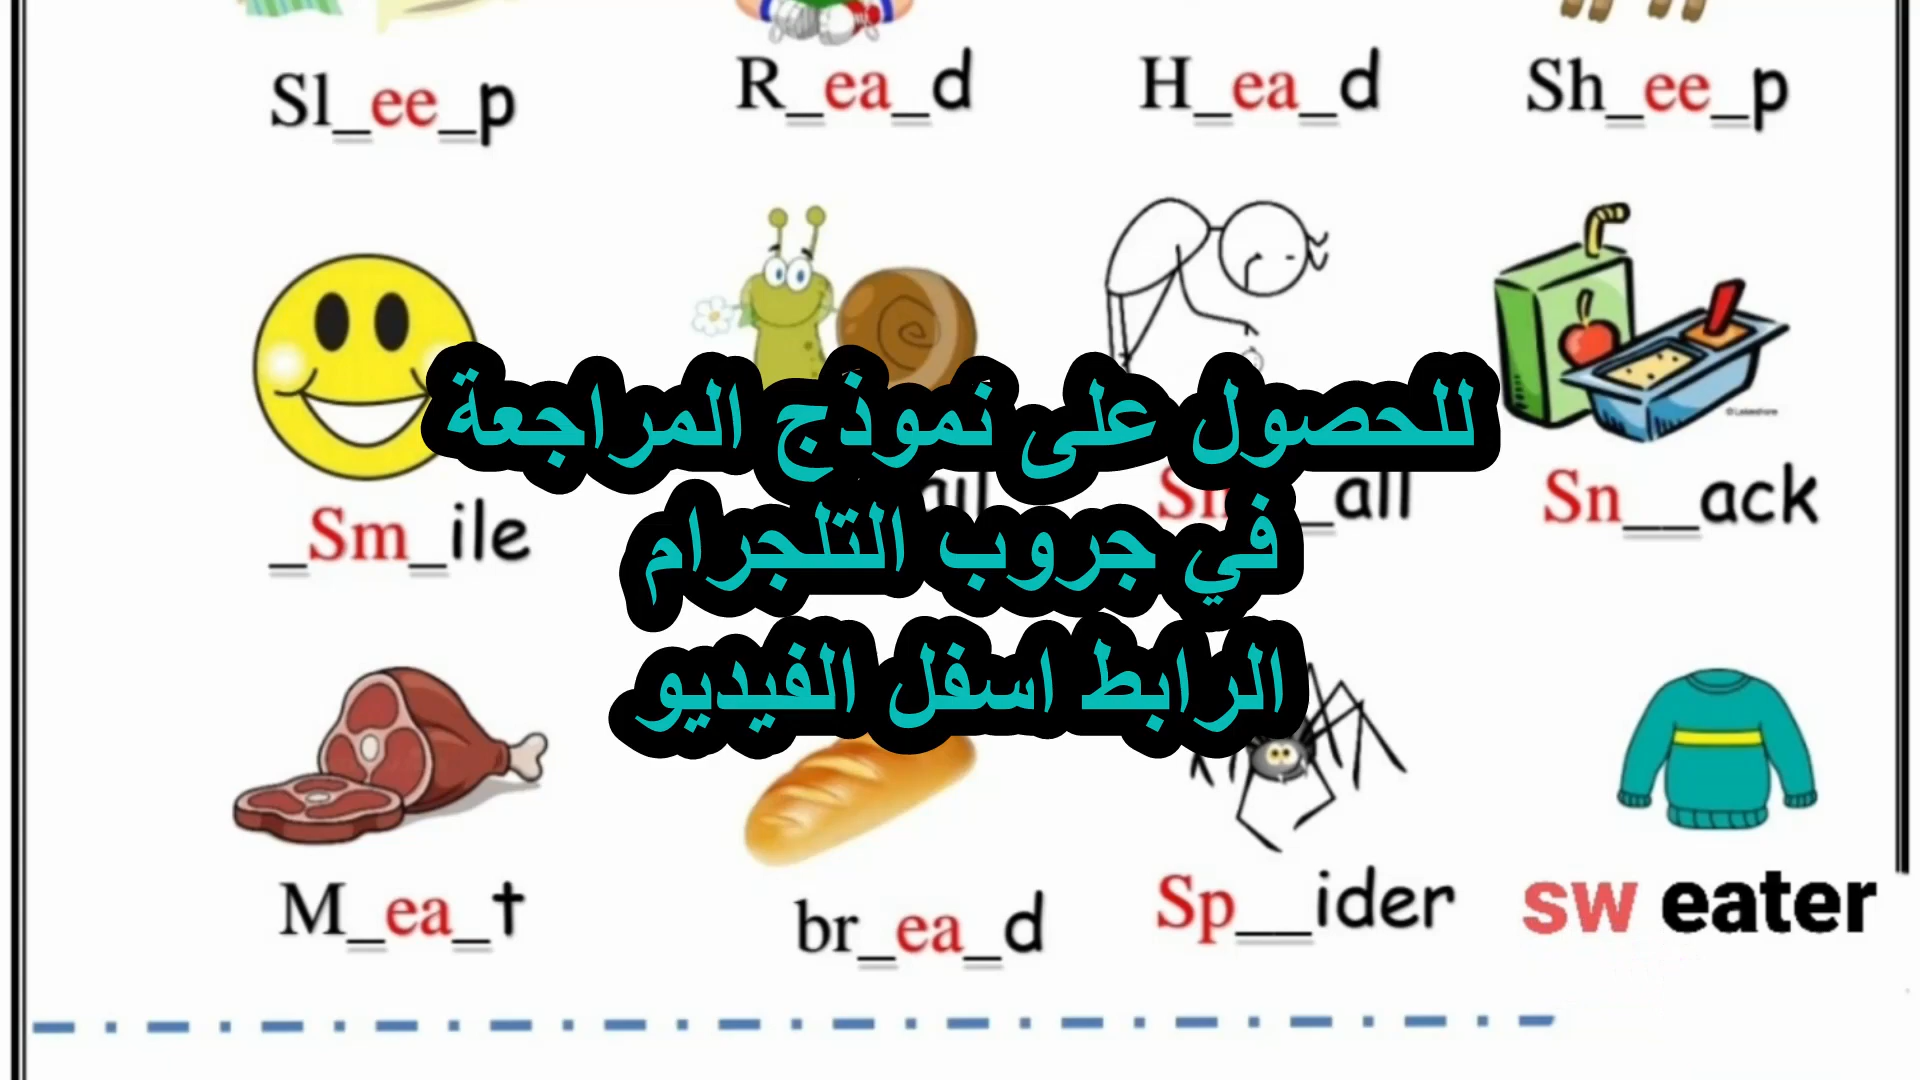 Sl_ee_p R_ea_d H_ea_d Sh_ee_p
للحصول على نموذج المراجعة
في جروب التلجرام
الرابط اسفل الفيديو
_Sm_ile _all Sn__ack
M_ea_t br_ea_d Sp__ider sw eater